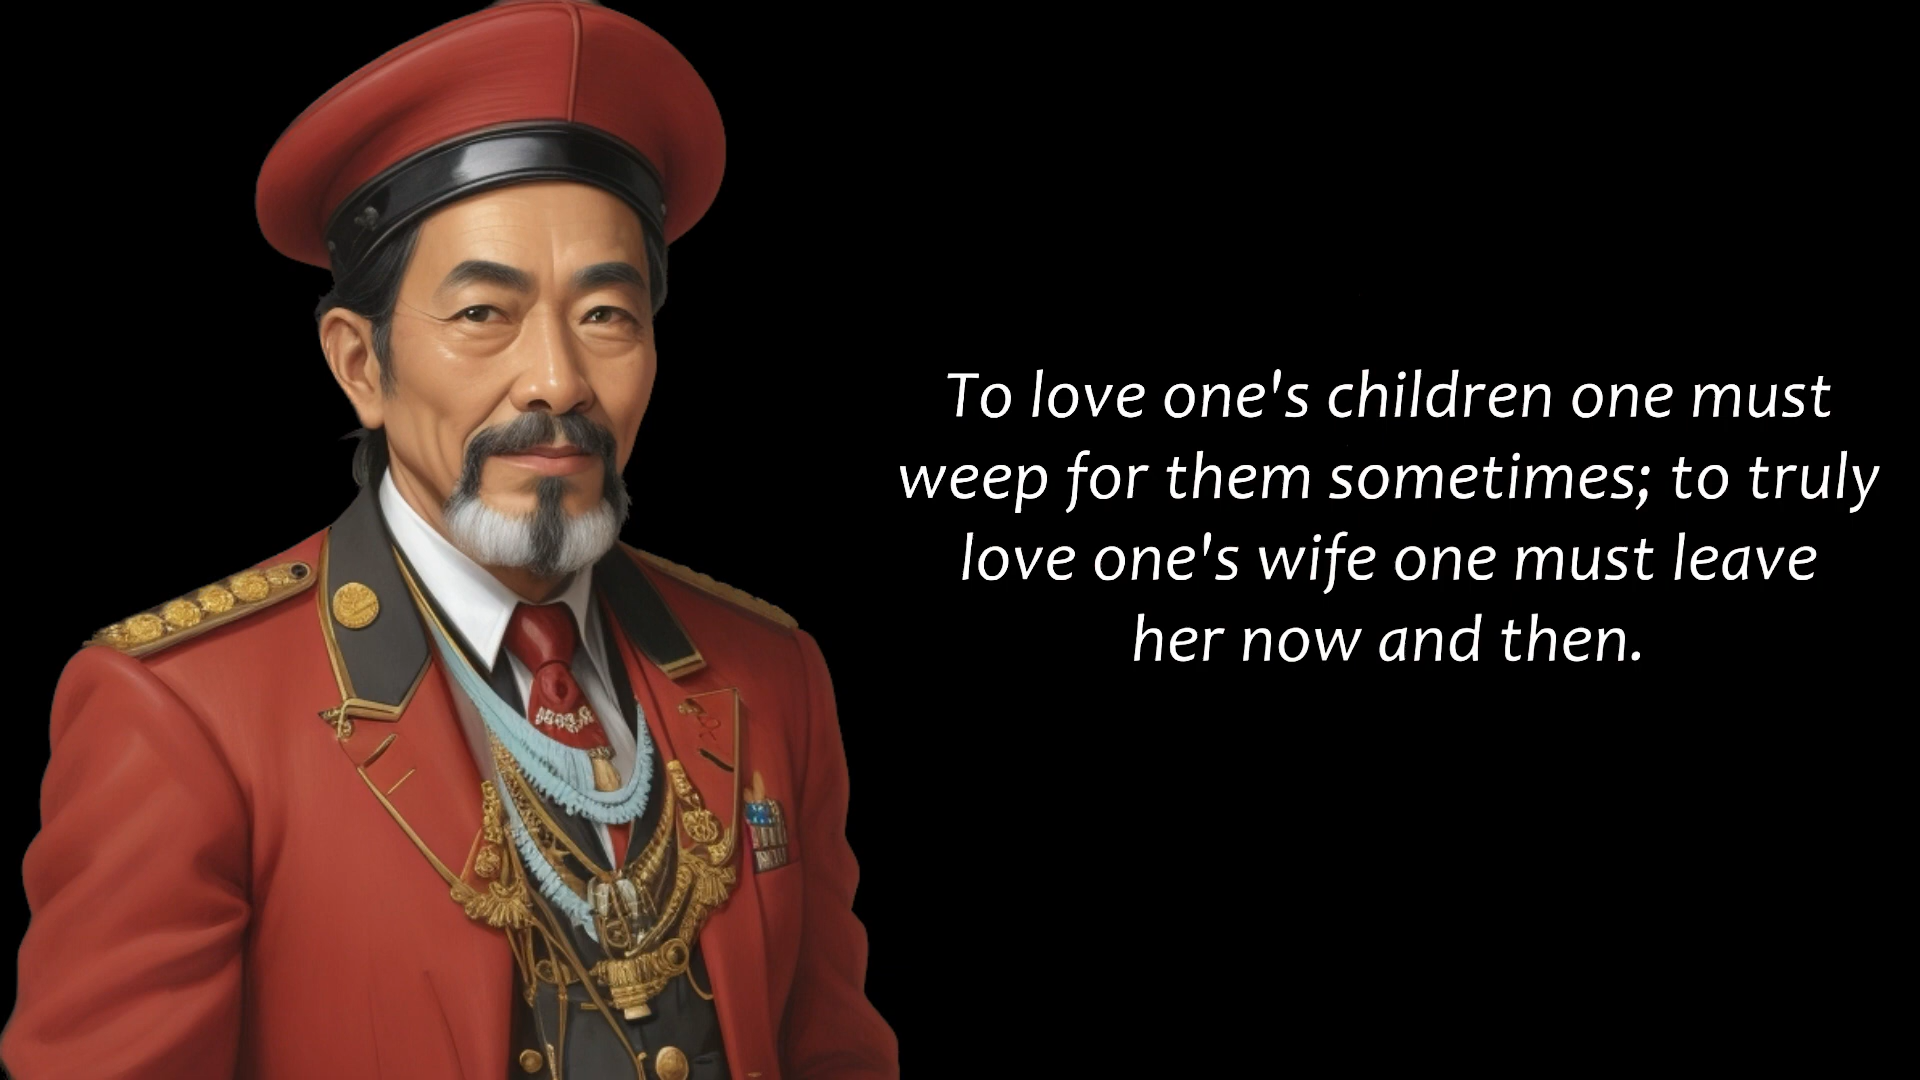 To love one's children one must
weep for them sometimes; to truly
love one's wife one must leave
her now and then.